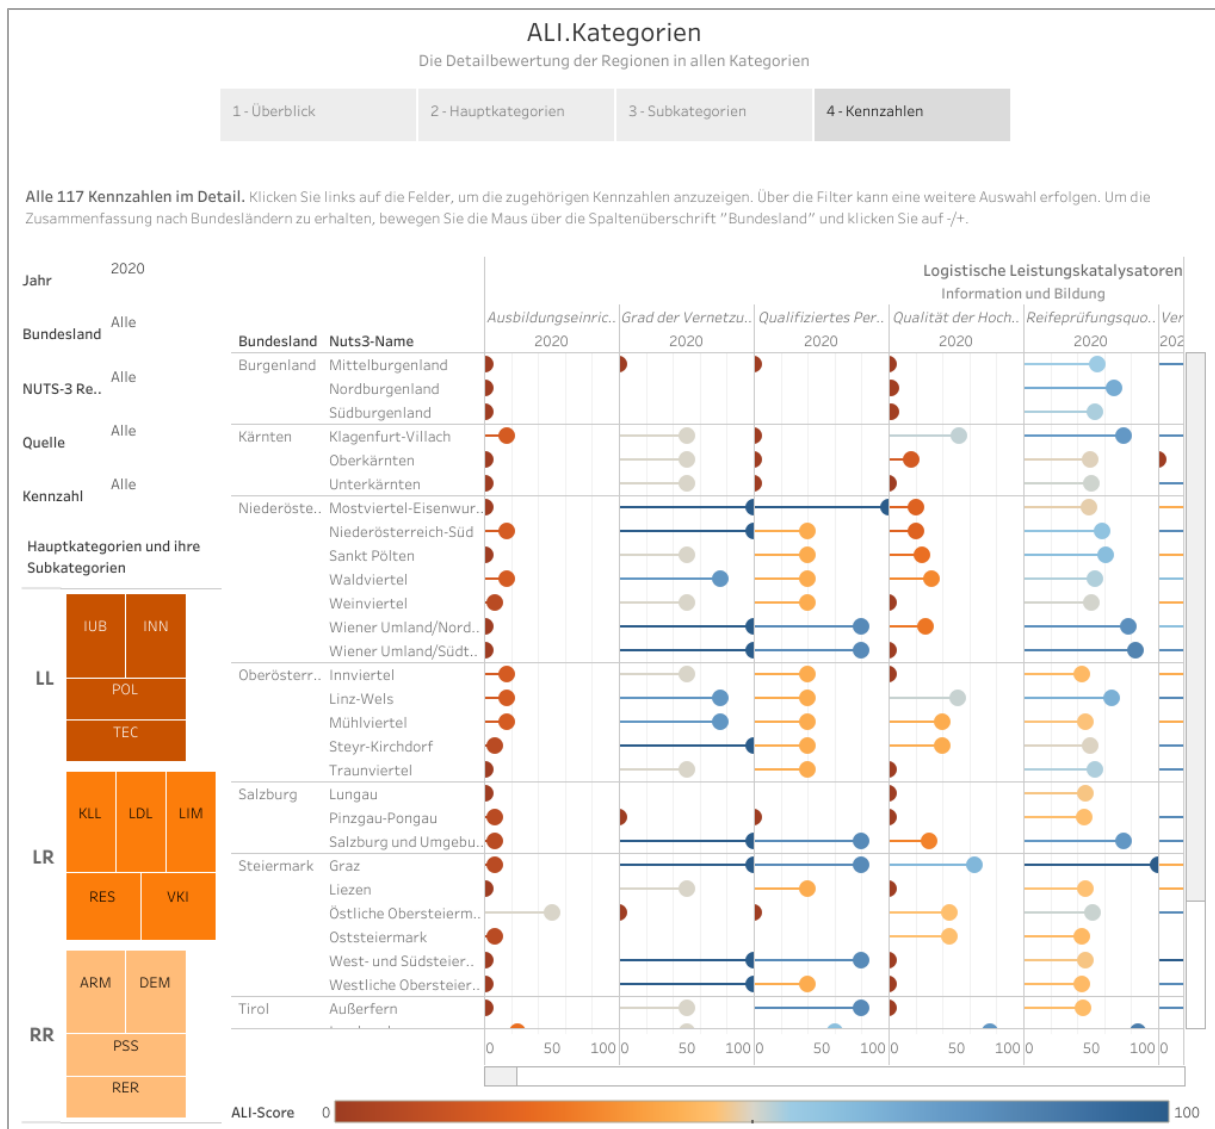 ALI.Kategorien
Die Detailbewertung der Regionen in allen Kategorien
1 - Überblick
2 - Hauptkategorien
3 - Subkategorien
4 - Kennzahlen
Alle 117 Kennzahlen im Detail. Klicken Sie links auf die Felder, um die zugehörigen Kennzahlen anzuzeigen. Über die Filter kann eine weitere Auswahl erfolgen. Um die
Zusammenfassung nach Bundesländern zu erhalten, bewegen Sie die Maus über die Spaltenüberschrift "Bundesland" und klicken Sie auf -/+.
Jahr 2020
Bundesland Alle
NUTS-3 Re.. Alle
Quelle Alle
Kennzahl Alle
Hauptkategorien und ihre
Subkategorien
LL
IUB INN
POL
TEC
LR
KLL LDL LIM
RES VKI
RR
ARM DEM
PSS
RER
Logistische Leistungskatalysatoren
Information und Bildung
Ausbildungseinric.. Grad der Vernetzu.. Qualifiziertes Per.. Qualität der Hoch.. Reifeprüfungsquo.. Ver
Bundesland Nuts3-Name 2020 2020 2020 2020 2020 202
Burgenland Mittelburgenland
Nordburgenland
Südburgenland
Kärnten Klagenfurt-Villach
Oberkärnten
Unterkärnten
Niederöste.. Mostviertel-Eisenwur..
Niederösterreich-Süd
Sankt Pölten
Waldviertel
Weinviertel
Wiener Umland/Nord..
Wiener Umland/Südt..
Oberösterr.. Innviertel
Linz-Wels
Mühlviertel
Steyr-Kirchdorf
Traunviertel
Salzburg Lungau
Pinzgau-Pongau
Salzburg und Umgebu..
Steiermark Graz
Liezen
Östliche Obersteierm..
Oststeiermark
West- und Südsteier..
Westliche Obersteier..
Tirol Außerfern
0 50 100 0 50 100 0 50 100 0 50 100 0 50 100 0
ALI-Score 0 100